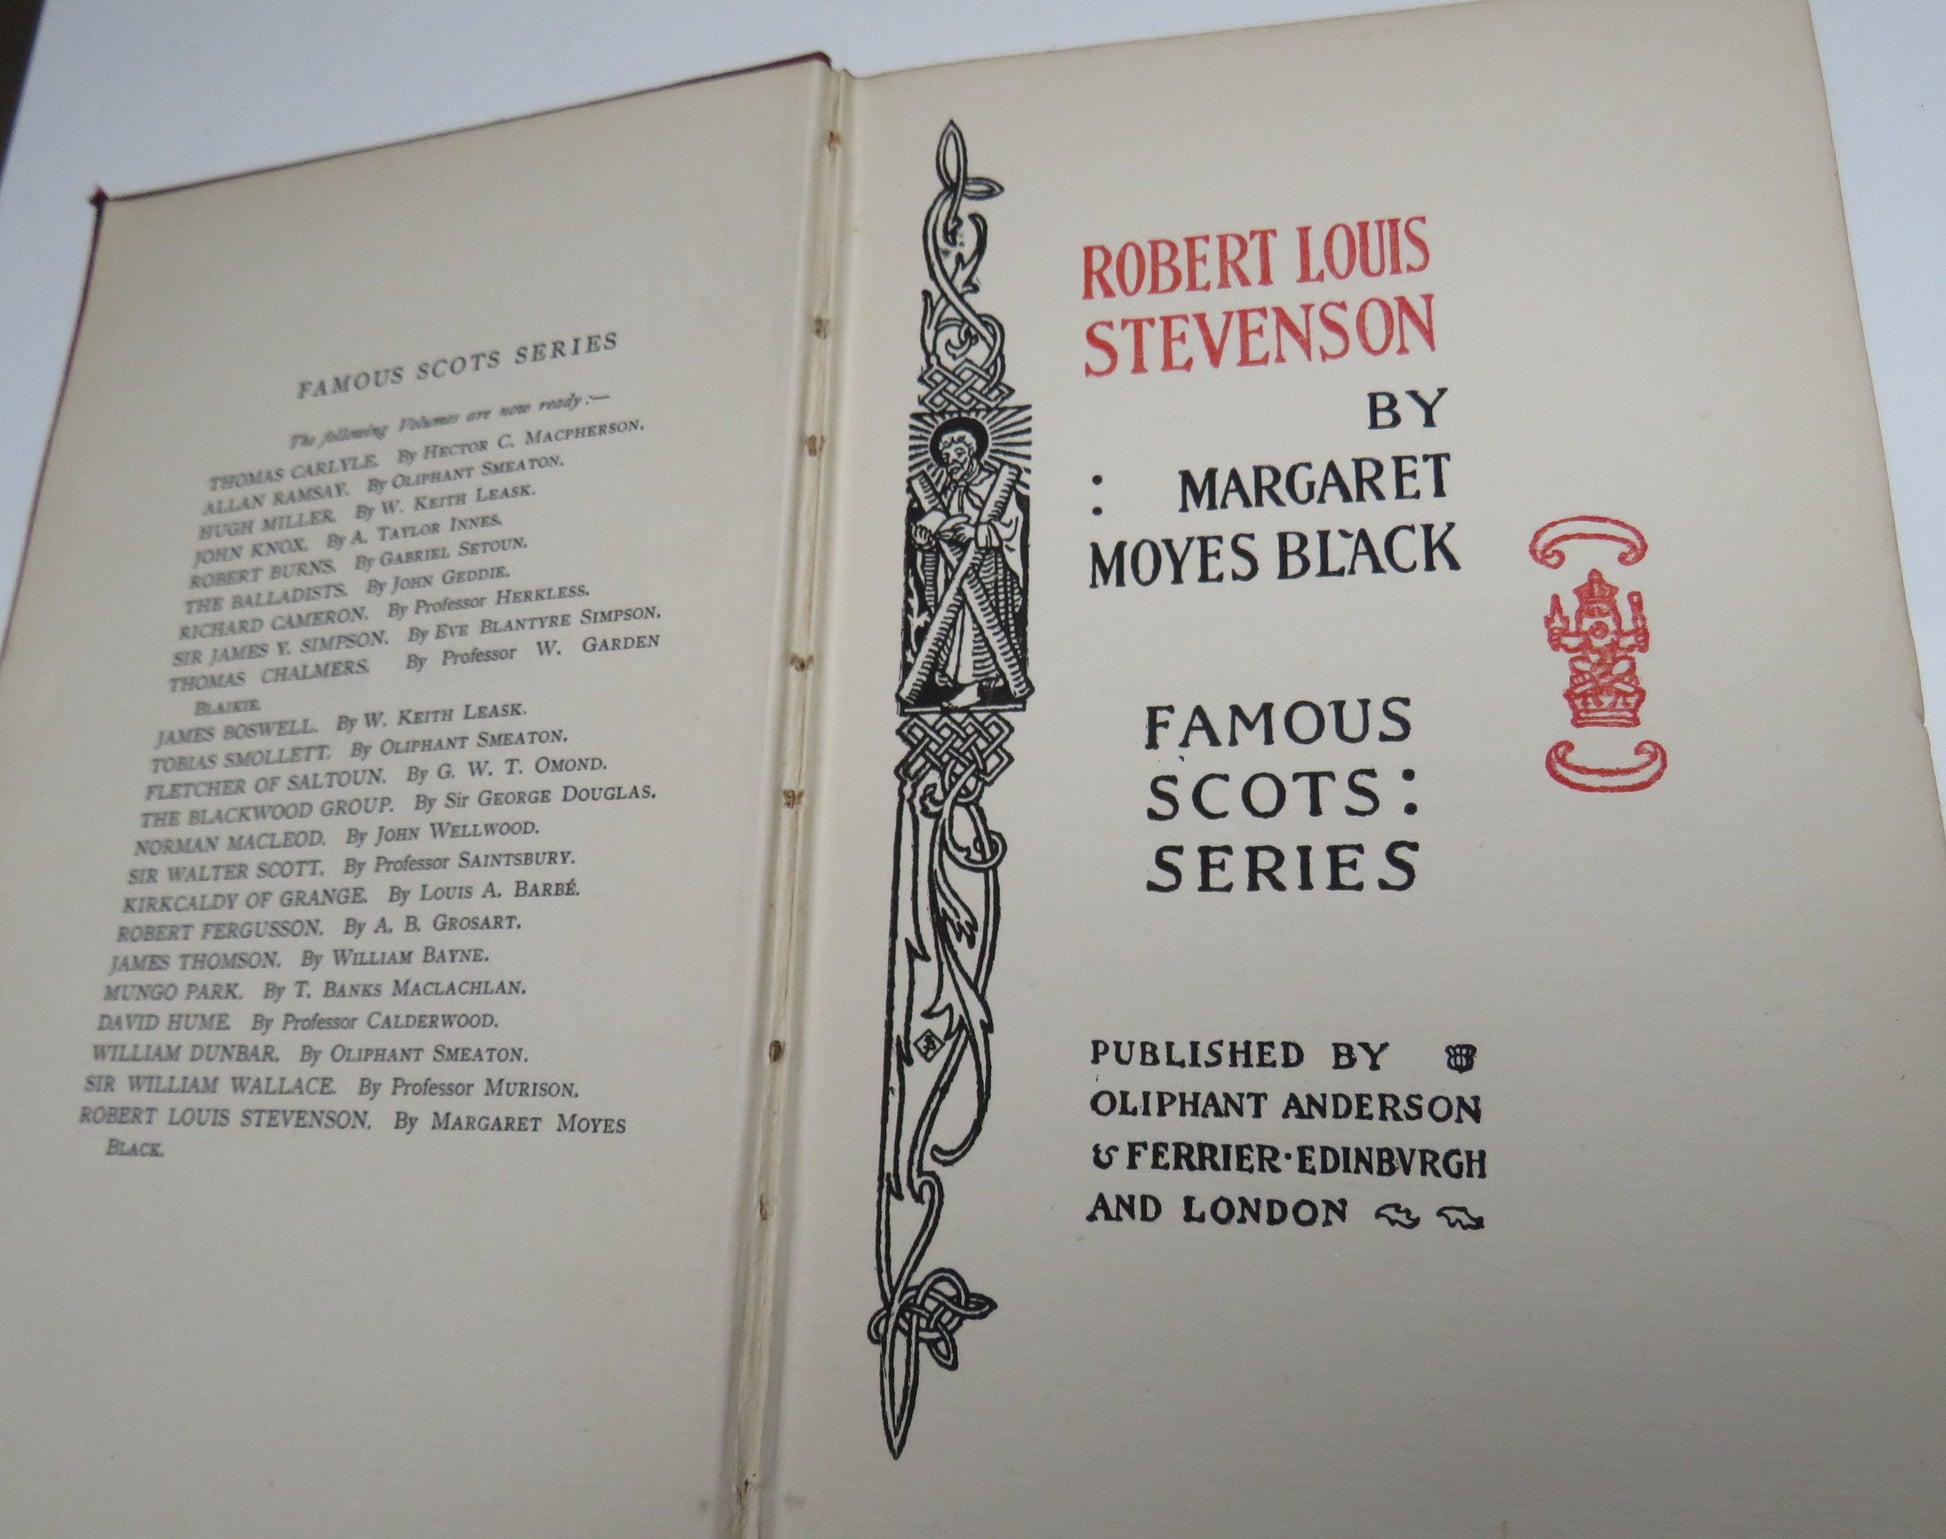 FAMOUS SCOTS SERIES
The following Volumes are now ready:—
THOMAS CARLYLE. By HECTOR C. MACPHERSON.
ALLAN RAMSAY. By OLIPHANT SMEATON.
HUGH MILLER. By W. KEITH LEASK.
JOHN KNOX. By A. TAYLOR INNES.
ROBERT BURNS. By GABRIEL SETOUN.
THE BALLADISTS. By JOHN GEDDIE.
RICHARD CAMERON. By Professor HERKLESS.
SIR JAMES Y. SIMPSON. By EVE BLANTYRE SIMPSON.
THOMAS CHALMERS. By Professor W. GARDEN
BLAIKIE.
JAMES BOSWELL. By W. KEITH LEASK.
TOBIAS SMOLLETT. By OLIPHANT SMEATON.
FLETCHER OF SALTOUN. By G. W. T. OMOND.
THE BLACKWOOD GROUP. By Sir GEORGE DOUGLAS.
NORMAN MACLEOD. By JOHN WELLWOOD.
SIR WALTER SCOTT. By Professor SAINTSBURY.
KIRKCALDY OF GRANGE. By LOUIS A. BARBÉ.
ROBERT FERGUSSON. By A. B. GROSART.
JAMES THOMSON. By WILLIAM BAYNE.
MUNGO PARK. By T. BANKS MACLACHLAN.
DAVID HUME. By Professor CALDERWOOD.
WILLIAM DUNBAR. By OLIPHANT SMEATON.
SIR WILLIAM WALLACE. By Professor MURISON.
ROBERT LOUIS STEVENSON. By MARGARET MOYES
BLACK.
ROBERT LOUIS
STEVENSON
BY
: MARGARET
MOYES BLACK
FAMOUS
SCOTS:
SERIES
PUBLISHED BY
OLIPHANT ANDERSON
& FERRIER·EDINBVRGH
AND LONDON